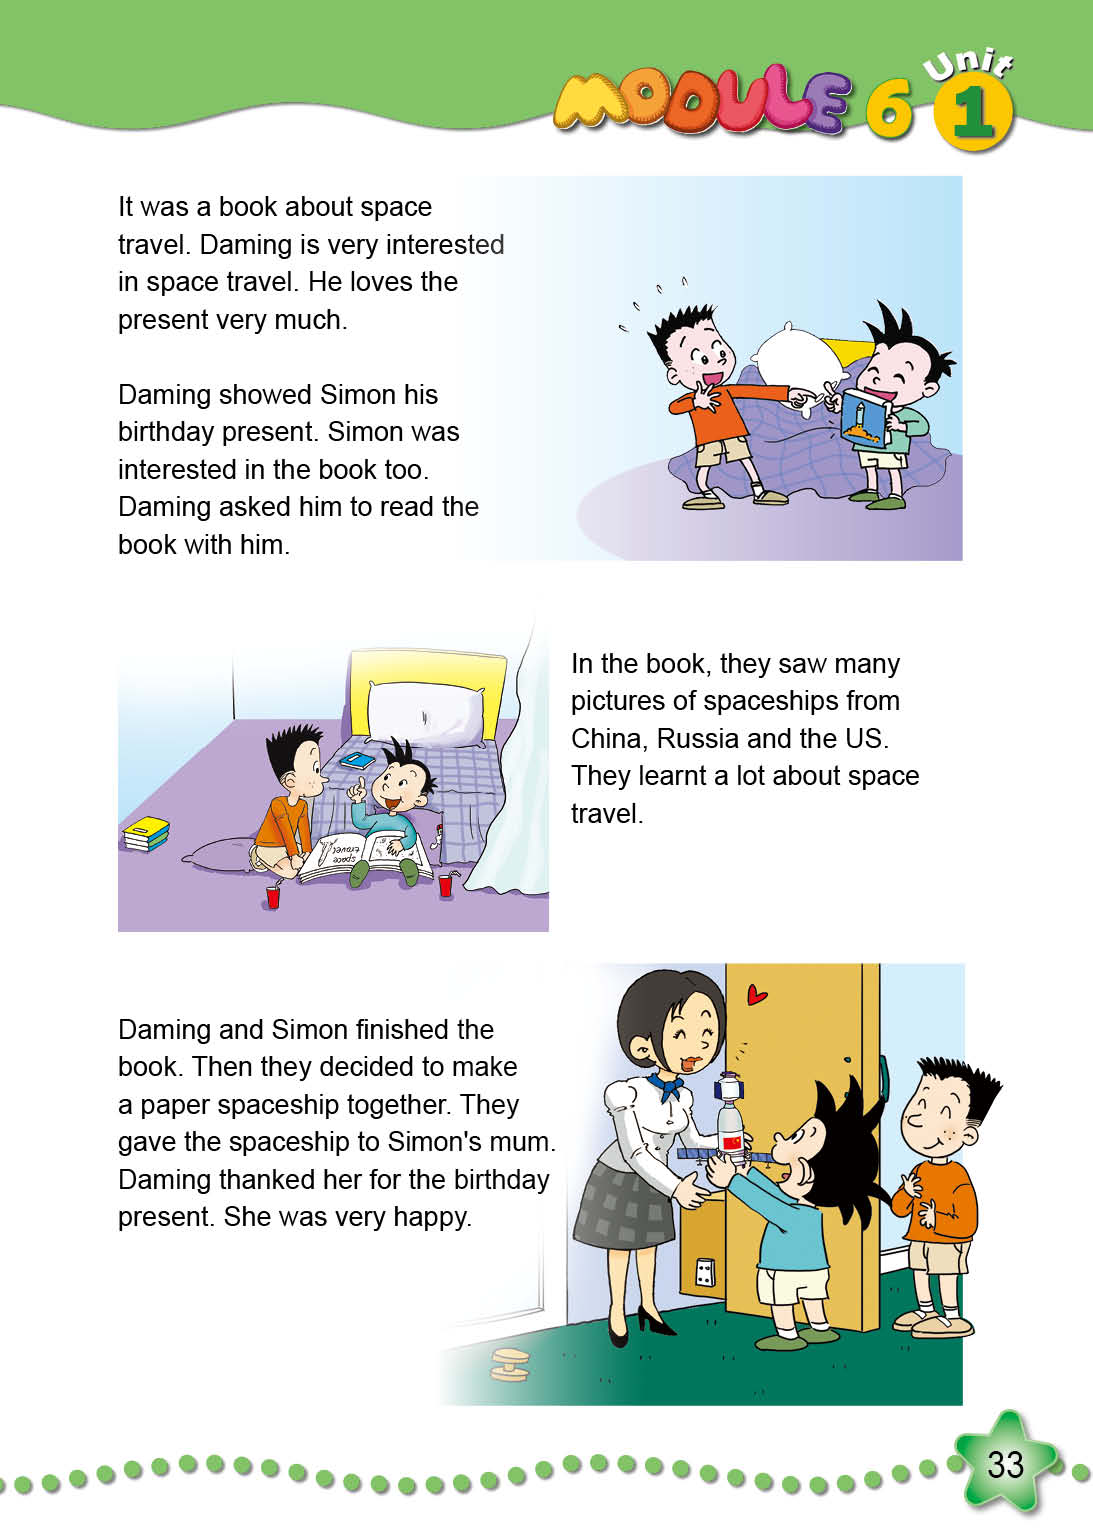 MODULE 6 Unit 1
It was a book about space
travel. Daming is very interested
in space travel. He loves the
present very much.
Daming showed Simon his
birthday present. Simon was
interested in the book too.
Daming asked him to read the
book with him.
In the book, they saw many
pictures of spaceships from
China, Russia and the US.
They learnt a lot about space
travel.
space
travel
Daming and Simon finished the
book. Then they decided to make
a paper spaceship together. They
gave the spaceship to Simon's mum.
Daming thanked her for the birthday
present. She was very happy.
33